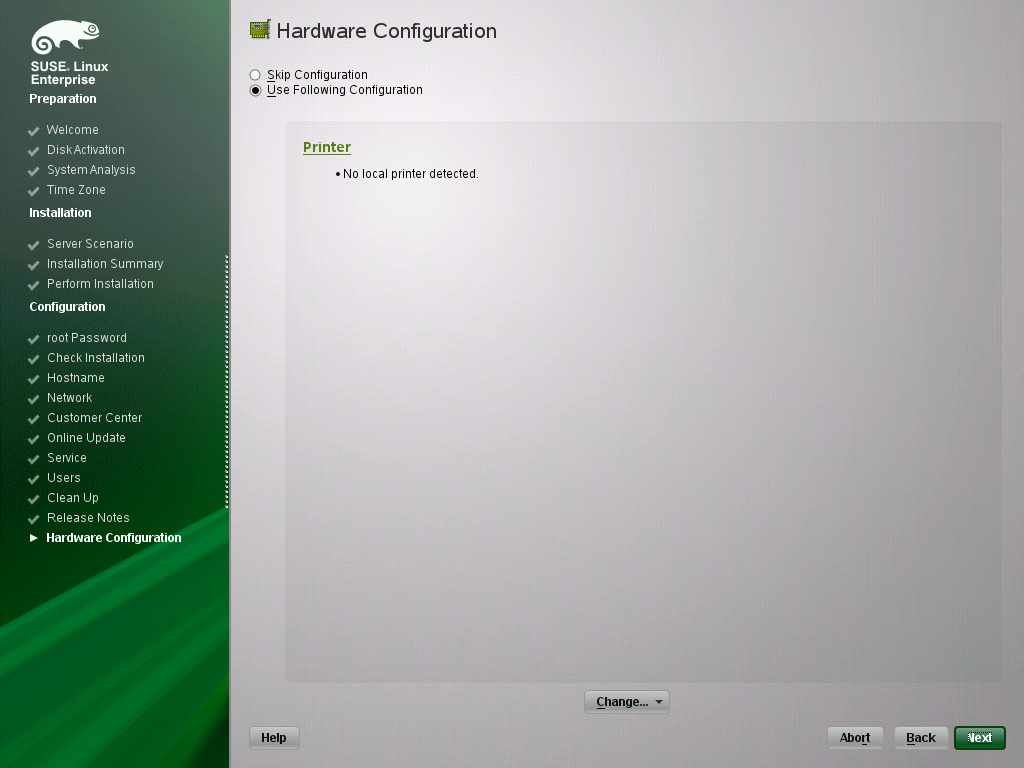 SUSE. Linux
Enterprise
Preparation
Welcome
Disk Activation
System Analysis
Time Zone
Installation
Server Scenario
Installation Summary
Perform Installation
Configuration
root Password
Check Installation
Hostname
Network
Customer Center
Online Update
Service
Users
Clean Up
Release Notes
Hardware Configuration
Hardware Configuration
Skip Configuration
Use Following Configuration
Printer
• No local printer detected.
Change...
Help
Abort
Back
Next